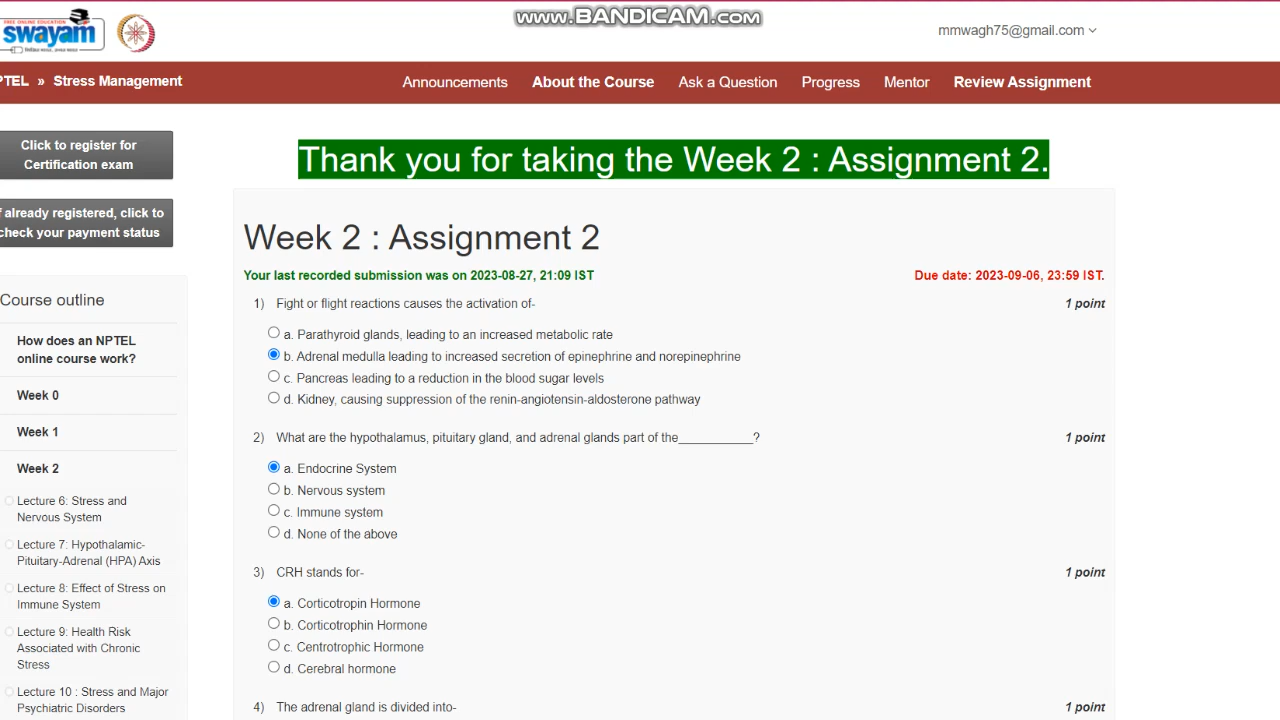 www.BANDICAM.com
FREE ONLINE EDUCATION
swayam
mmwagh75@gmail.com
PTEL » Stress Management
Announcements About the Course Ask a Question Progress Mentor Review Assignment
Click to register for
Certification exam
f already registered, click to
check your payment status
Thank you for taking the Week 2 : Assignment 2.
Week 2 : Assignment 2
Your last recorded submission was on 2023-08-27, 21:09 IST
Due date: 2023-09-06, 23:59 IST.
Course outline
How does an NPTEL
online course work?
Week 0
Week 1
Week 2
Lecture 6: Stress and
Nervous System
Lecture 7: Hypothalamic-
Pituitary-Adrenal (HPA) Axis
Lecture 8: Effect of Stress on
Immune System
Lecture 9: Health Risk
Associated with Chronic
Stress
Lecture 10 : Stress and Major
Psychiatric Disorders
1) Fight or flight reactions causes the activation of- 1 point
a. Parathyroid glands, leading to an increased metabolic rate
b. Adrenal medulla leading to increased secretion of epinephrine and norepinephrine
c. Pancreas leading to a reduction in the blood sugar levels
d. Kidney, causing suppression of the renin-angiotensin-aldosterone pathway
2) What are the hypothalamus, pituitary gland, and adrenal glands part of the____________? 1 point
a. Endocrine System
b. Nervous system
c. Immune system
d. None of the above
3) CRH stands for- 1 point
a. Corticotropin Hormone
b. Corticotrophin Hormone
c. Centrotrophic Hormone
d. Cerebral hormone
4) The adrenal gland is divided into- 1 point